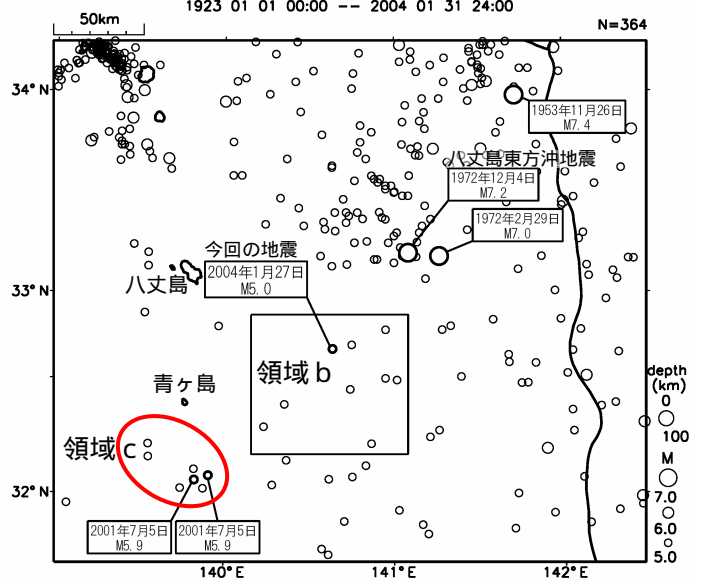 1923 01 01 00:00 -- 2004 01 31 24:00
50km
N=364
34°N
1953年11月26日
M7.4
八丈島東方沖地震
1972年12月4日
M7.2
1972年2月29日
M7.0
今回の地震
2004年1月27日
M5.0
八丈島
33°N
領域b
青ヶ島
領域c
depth
(km)
0
100
M
7.0
6.0
5.0
32°N
2001年7月5日
M5.9
2001年7月5日
M5.9
140°E
141°E
142°E